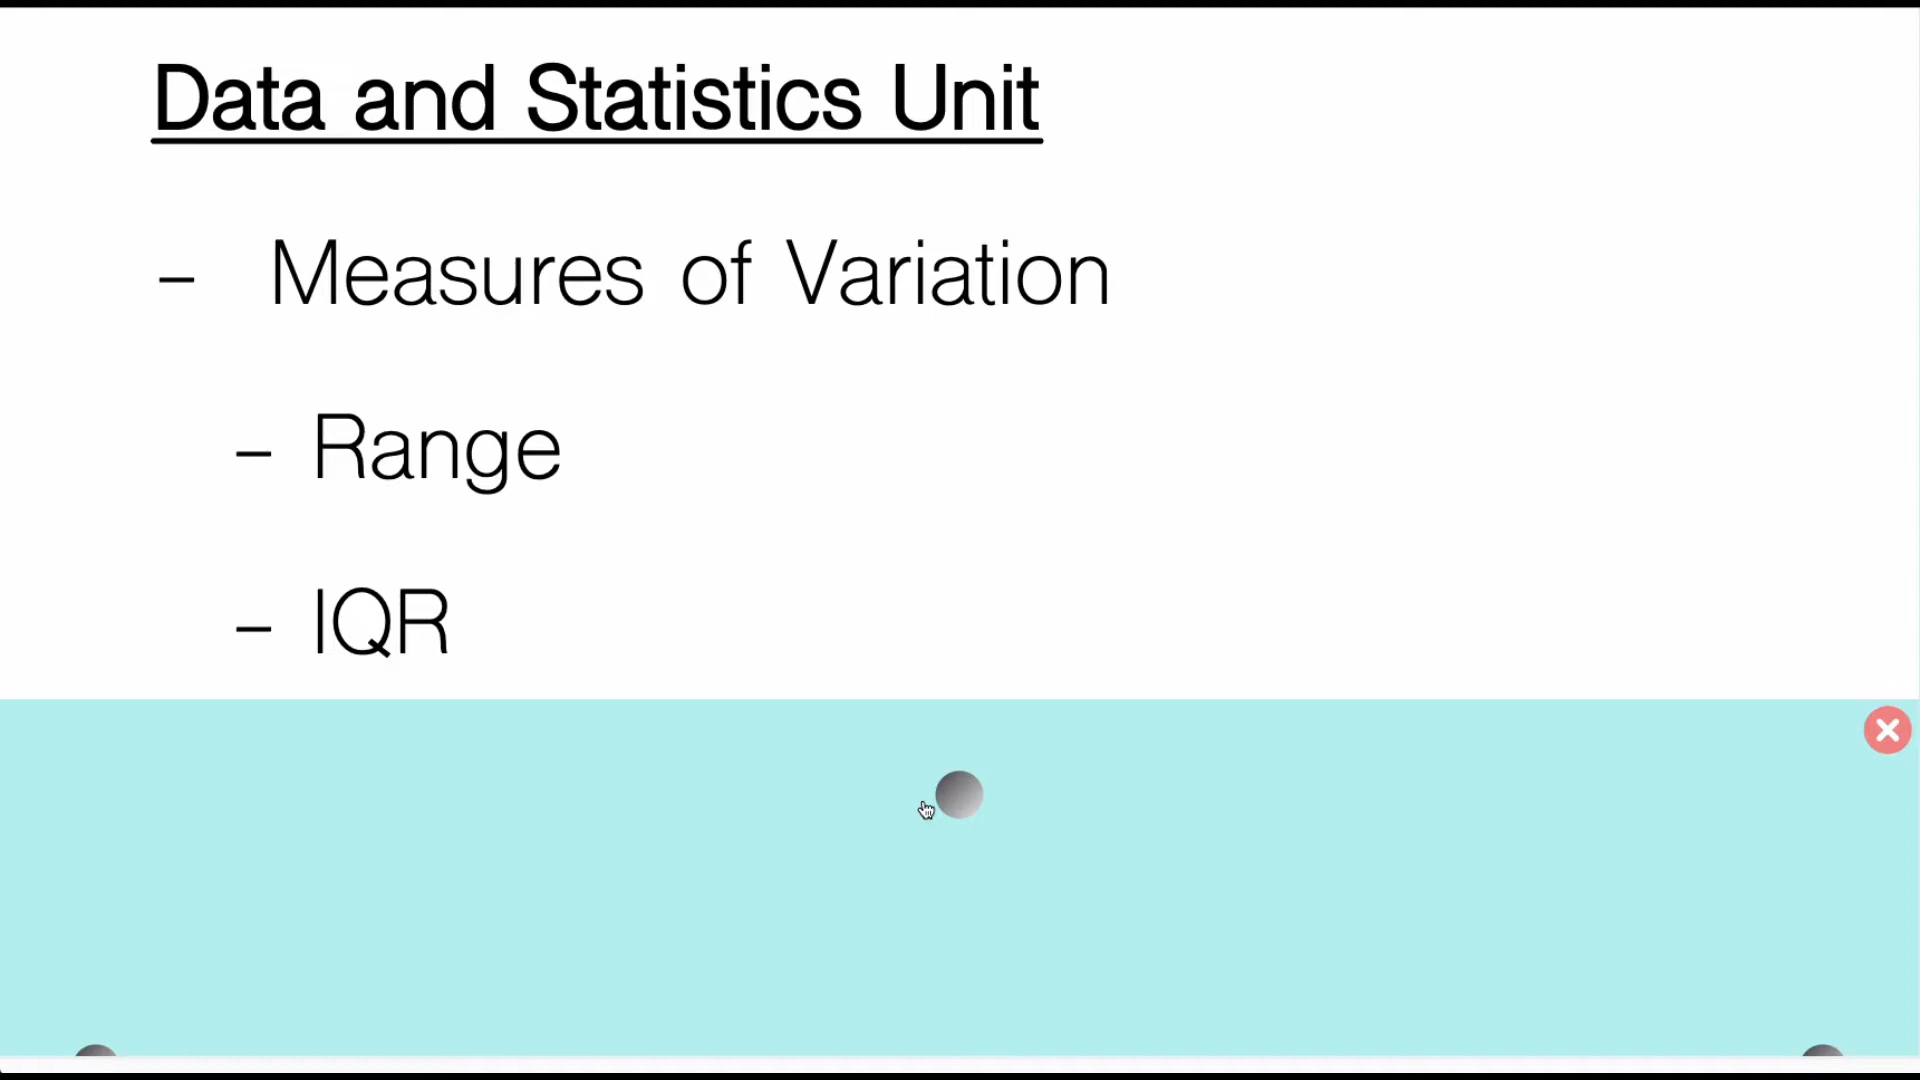 Data and Statistics Unit
- Measures of Variation
- Range
- IQR